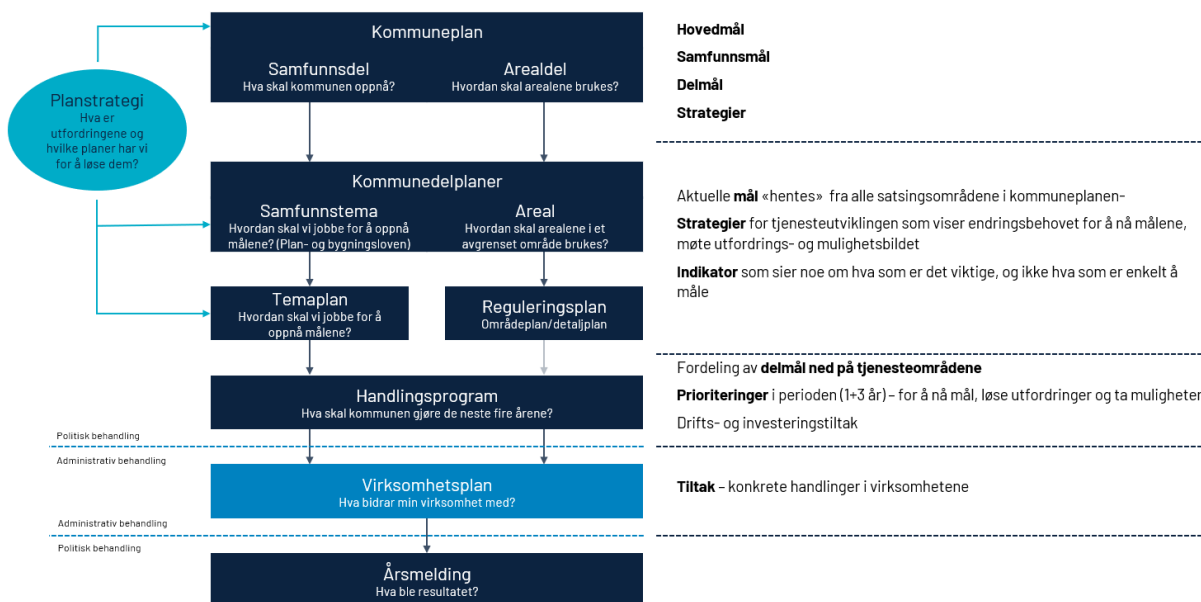 Kommuneplan
Samfunnsdel
Hva skal kommunen oppnå?
Arealdel
Hvordan skal arealene brukes?
Planstrategi
Hva er
utfordringene og
hvilke planer har vi
for å løse dem?
Kommunedelplaner
Samfunnstema
Hvordan skal vi jobbe for å oppnå
målene? (Plan- og bygningsloven)
Areal
Hvordan skal arealene i et
avgrenset område brukes?
Temaplan
Hvordan skal vi jobbe for å
oppnå målene?
Reguleringsplan
Områdeplan/detaljplan
Handlingsprogram
Hva skal kommunen gjøre de neste fire årene?
Politisk behandling
Administrativ behandling
Virksomhetsplan
Hva bidrar min virksomhet med?
Administrativ behandling
Politisk behandling
Årsmelding
Hva ble resultatet?
Hovedmål
Samfunnsmål
Delmål
Strategier
Aktuelle mål «hentes» fra alle satsingsområdene i kommuneplanen-
Strategier for tjenesteutviklingen som viser endringsbehovet for å nå målene,
møte utfordrings- og mulighetsbildet
Indikator som sier noe om hva som er det viktige, og ikke hva som er enkelt å
måle
Fordeling av delmål ned på tjenesteområdene
Prioriteringer i perioden (1+3 år) – for å nå mål, løse utfordringer og ta muligheter
Drifts- og investeringstiltak
Tiltak – konkrete handlinger i virksomhetene